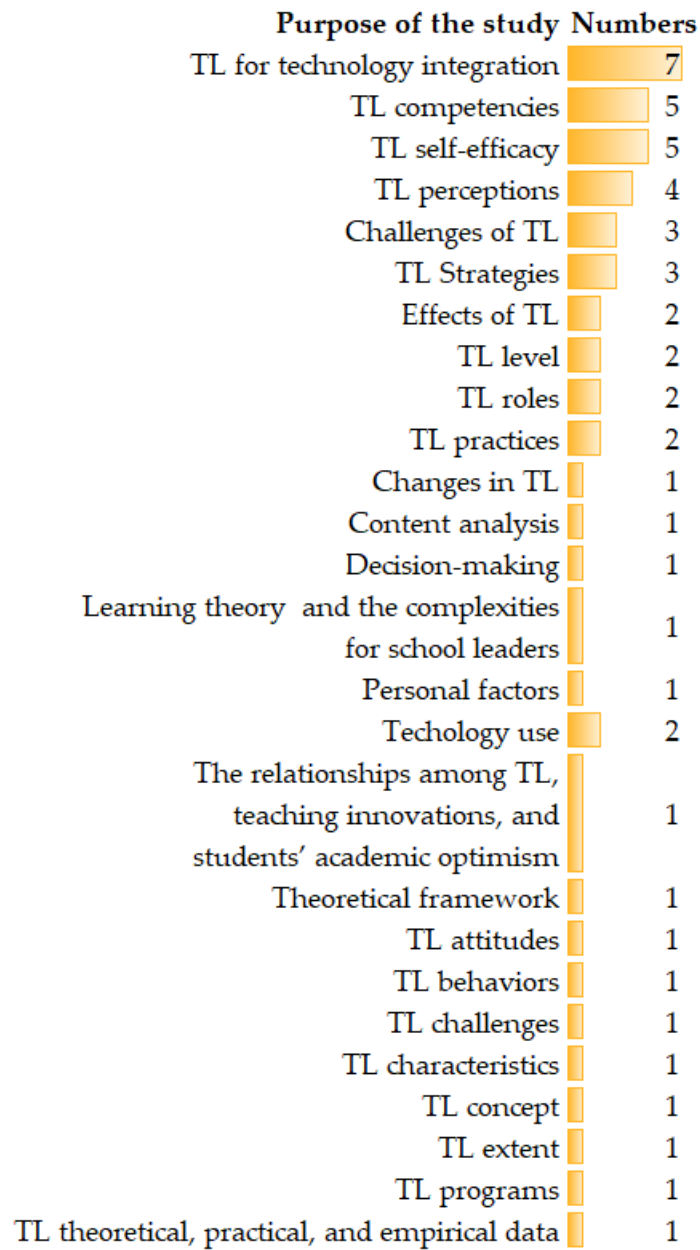 Purpose of the study Numbers
TL for technology integration 7
TL competencies 5
TL self-efficacy 5
TL perceptions 4
Challenges of TL 3
TL Strategies 3
Effects of TL 2
TL level 2
TL roles 2
TL practices 2
Changes in TL 1
Content analysis 1
Decision-making 1
Learning theory and the complexities
for school leaders 1
Personal factors 1
Techology use 2
The relationships among TL,
teaching innovations, and 1
students’ academic optimism
Theoretical framework 1
TL attitudes 1
TL behaviors 1
TL challenges 1
TL characteristics 1
TL concept 1
TL extent 1
TL programs 1
TL theoretical, practical, and empirical data 1